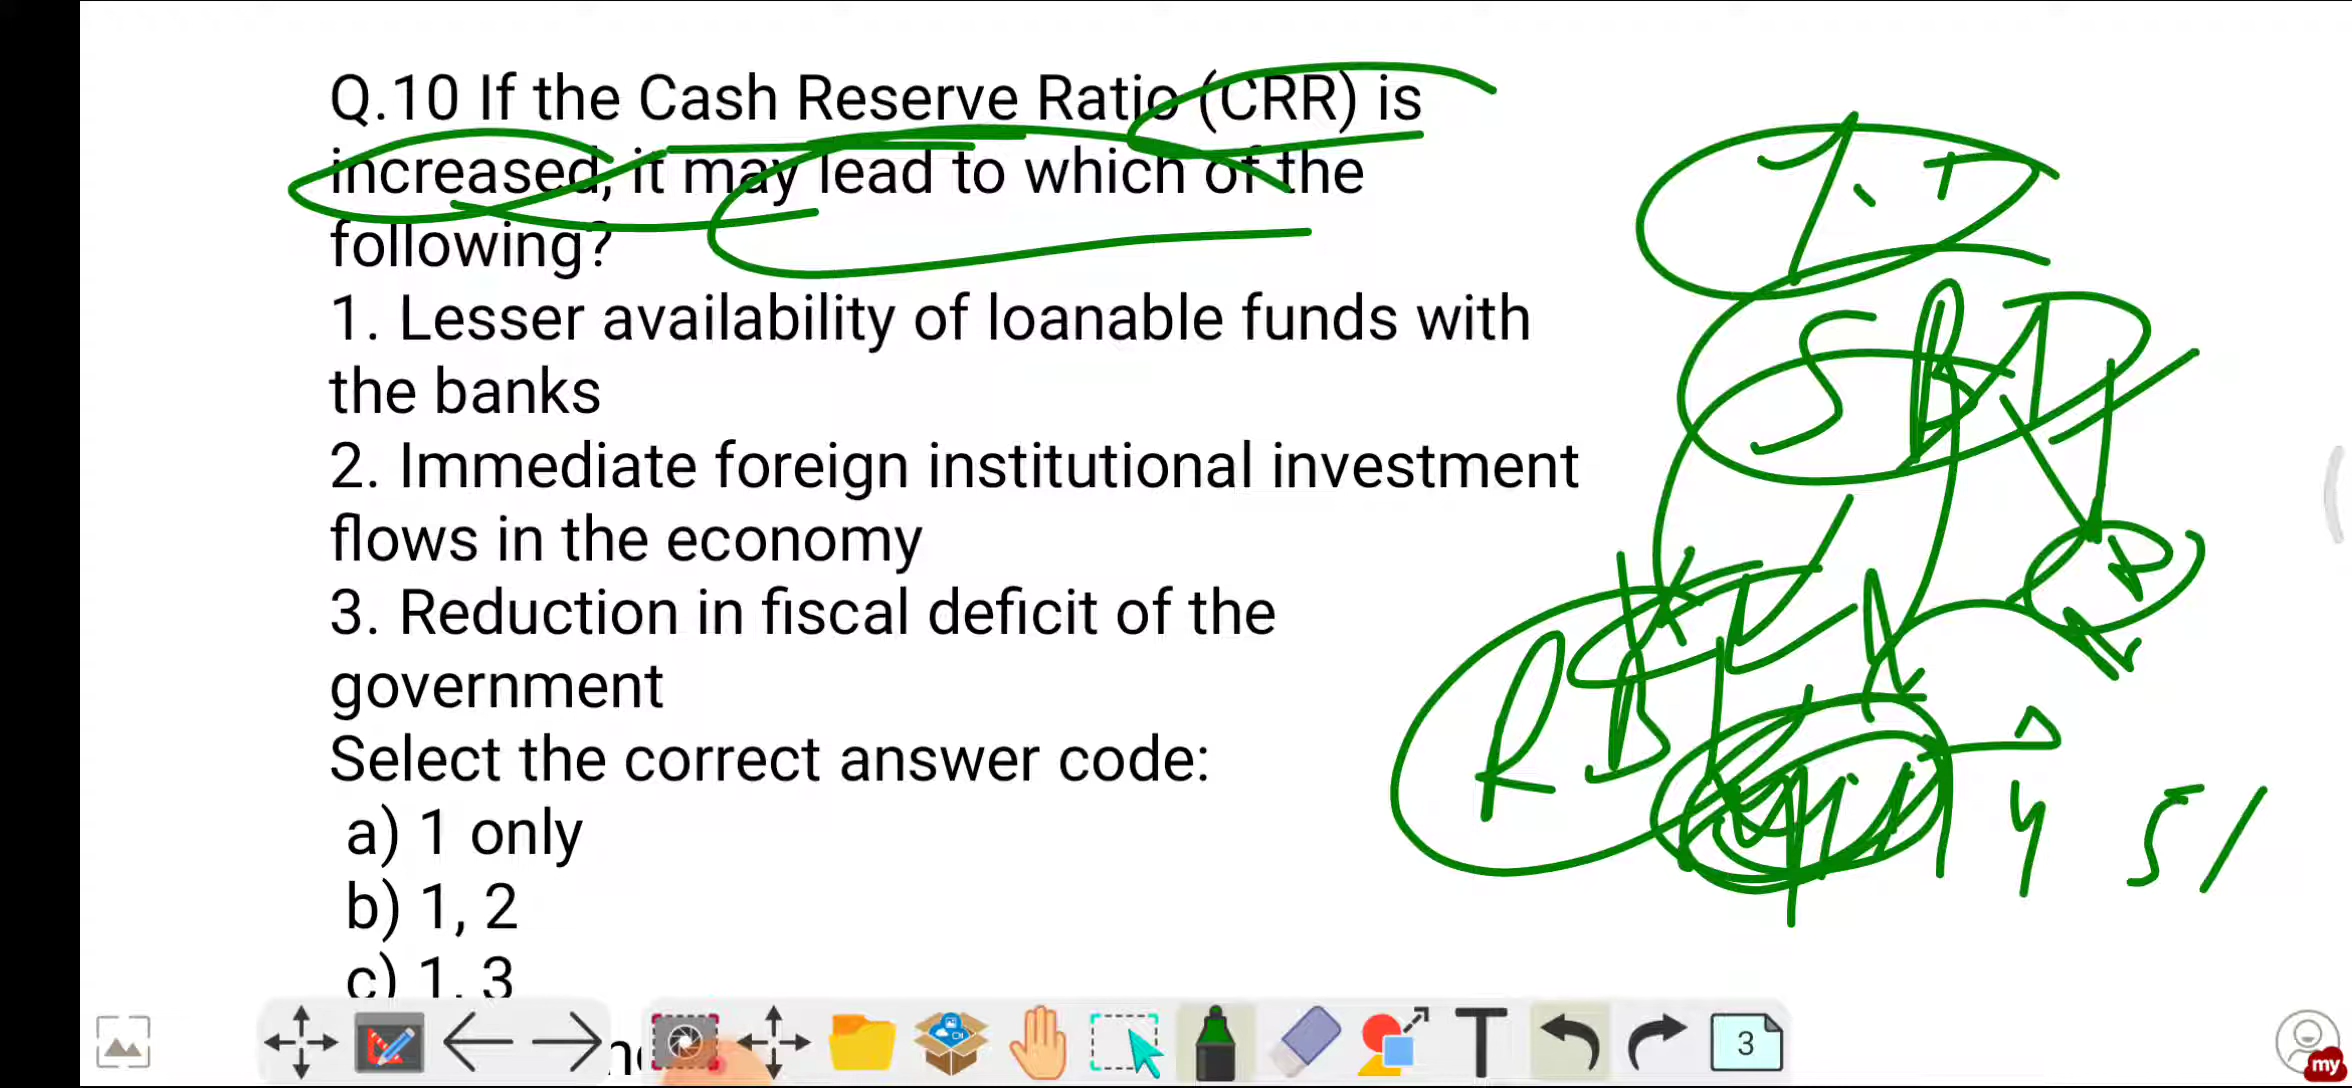 Q.10 If the Cash Reserve Ratio (CRR) is
increased, it may lead to which of the
following?
1. Lesser availability of loanable funds with
the banks
2. Immediate foreign institutional investment
flows in the economy
3. Reduction in fiscal deficit of the
government
Select the correct answer code:
a) 1 only
b) 1, 2
c) 1, 3
SBI
RBI
4 5/
T
3
my